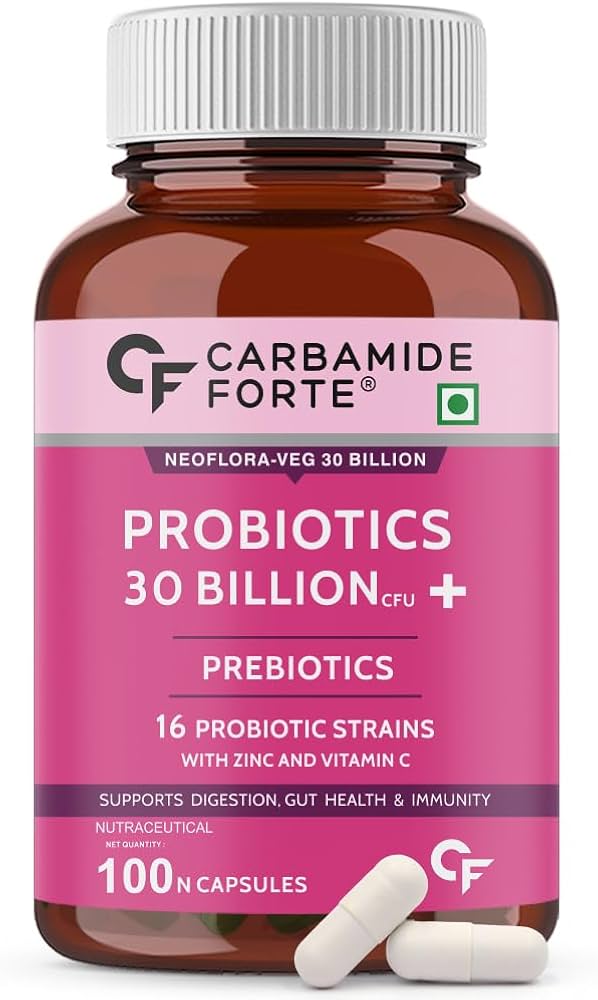 CF CARBAMIDE
FORTE®
NEOFLORA-VEG 30 BILLION
PROBIOTICS
30 BILLION CFU +
PREBIOTICS
16 PROBIOTIC STRAINS
WITH ZINC AND VITAMIN C
SUPPORTS DIGESTION, GUT HEALTH & IMMUNITY
NUTRACEUTICAL
NET QUANTITY :
100 N CAPSULES
CF